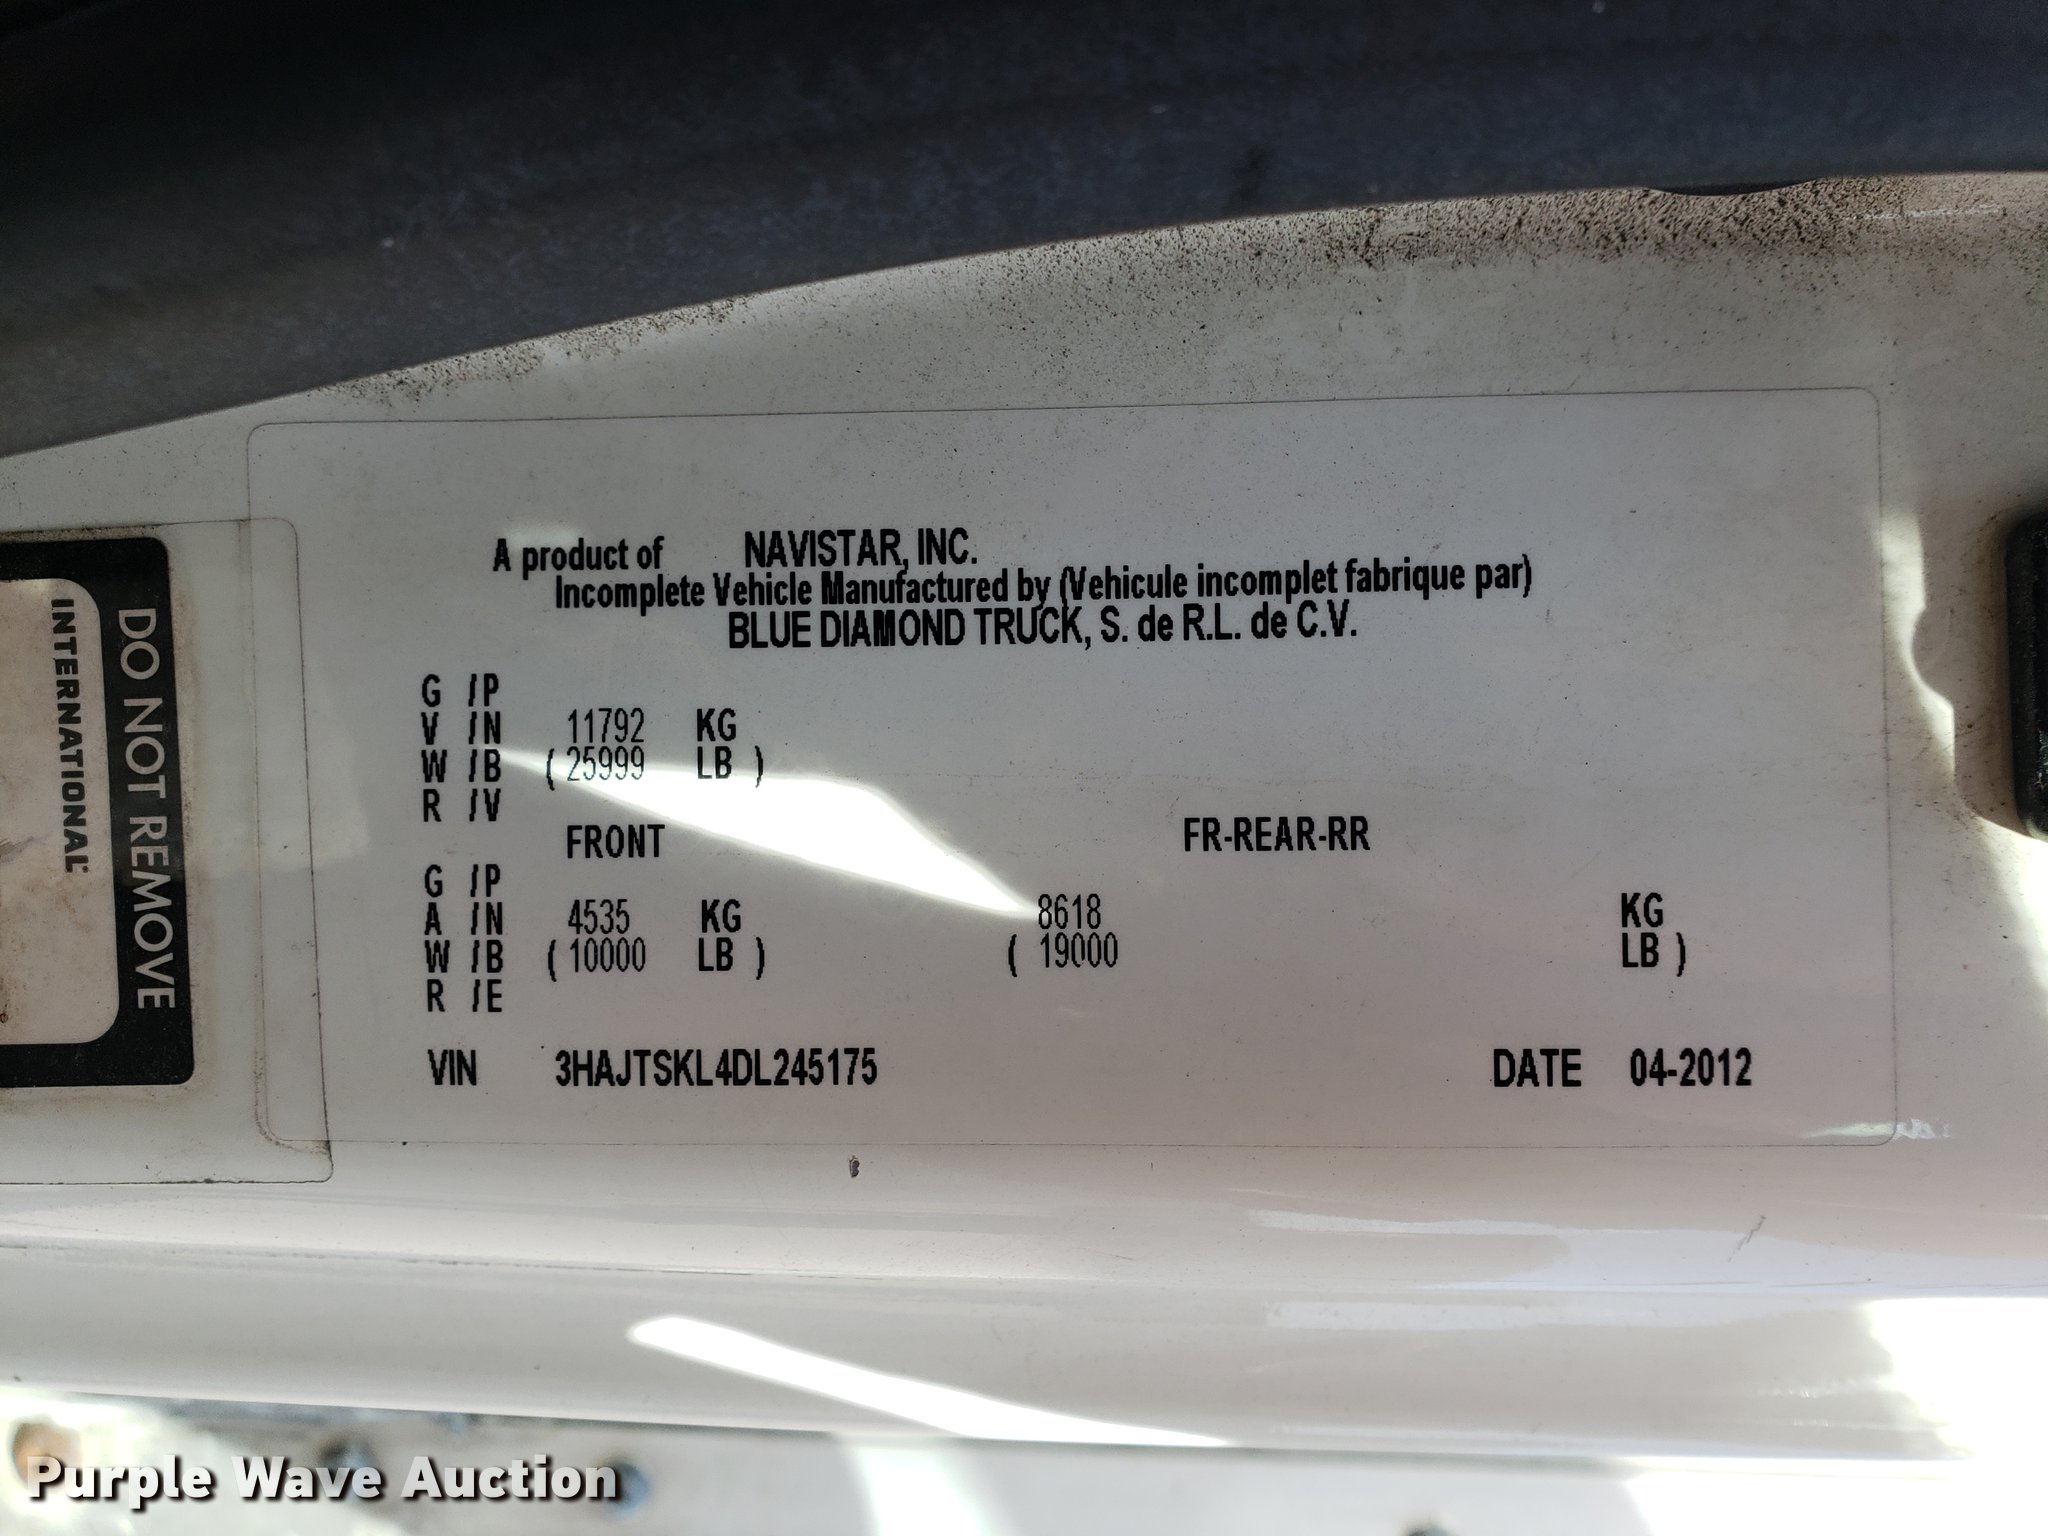 A product of NAVISTAR, INC.
Incomplete Vehicle Manufactured by (Vehicule incomplet fabrique par)
BLUE DIAMOND TRUCK, S. de R.L. de C.V.
G /P
V /N 11792 KG
W /B ( 25999 LB )
R /V
FRONT FR-REAR-RR
G /P
A /N 4535 KG 8618 KG
W /B ( 10000 LB ) ( 19000 LB )
R /E
VIN 3HAJTSKL4DL245175 DATE 04-2012
DO NOT REMOVE
INTERNATIONAL®
Purple Wave Auction